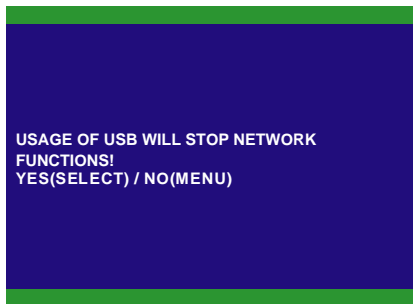 USAGE OF USB WILL STOP NETWORK
FUNCTIONS!
YES(SELECT) / NO(MENU)